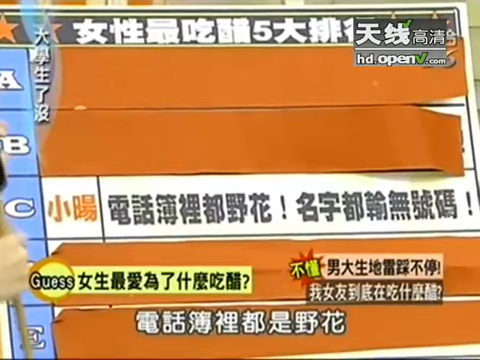 女性最吃醋5大排
天线高清
hd.openv.com
大學生了沒
A
B
C 小暘 電話簿裡都野花！名字都輸無號碼！
Guess 女生最愛為了什麼吃醋?
不懂 男大生地雷踩不停!
我女友到底在吃什麼醋?
E
電話簿裡都是野花